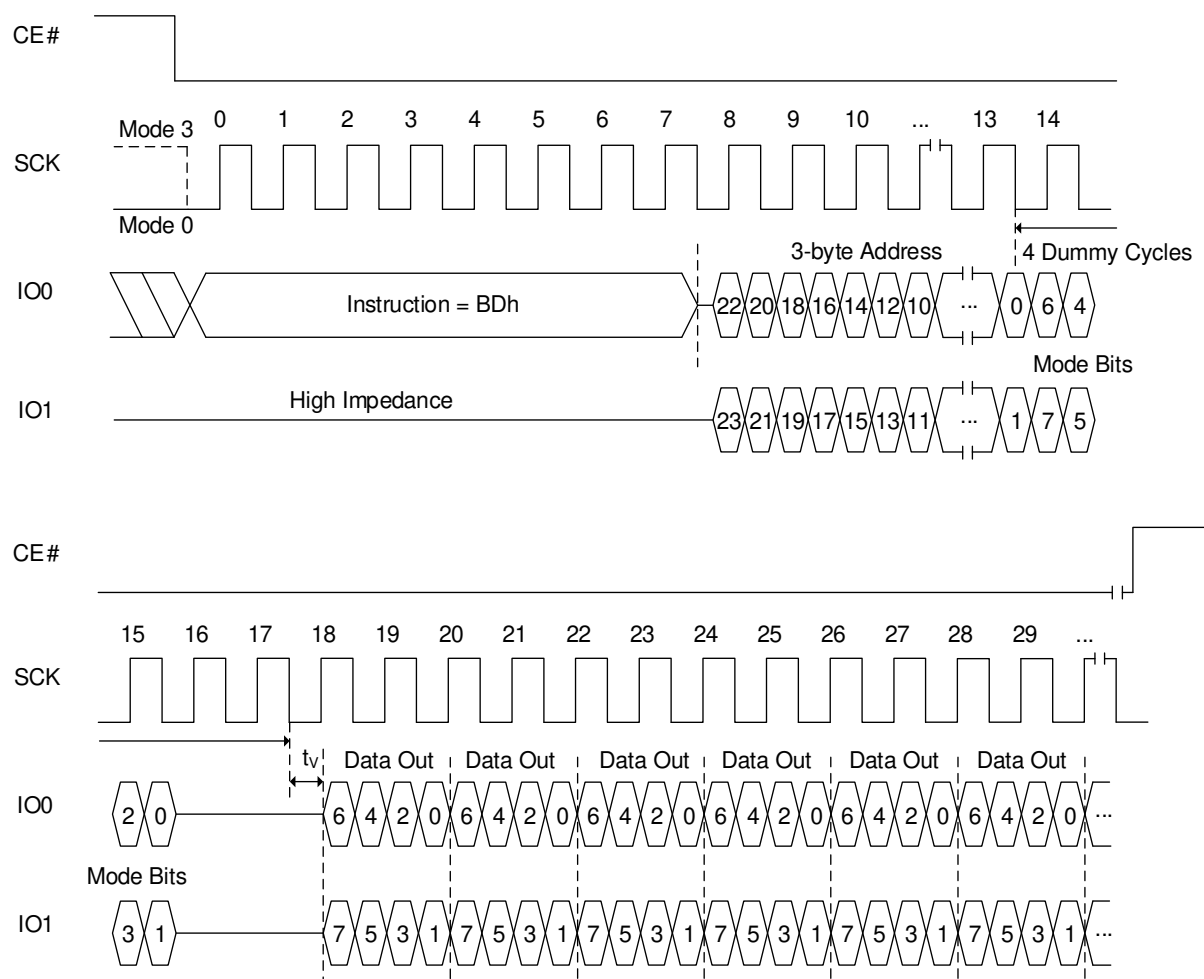 CE#
Mode 3 0 1 2 3 4 5 6 7 8 9 10 ... 13 14
SCK
Mode 0
3-byte Address 4 Dummy Cycles
IO0 Instruction = BDh 22 20 18 16 14 12 10 ... 0 6 4
Mode Bits
IO1 High Impedance 23 21 19 17 15 13 11 ... 1 7 5
CE#
15 16 17 18 19 20 21 22 23 24 25 26 27 28 29 ...
SCK
tV Data Out Data Out Data Out Data Out Data Out Data Out
IO0 2 0 6 4 2 0 6 4 2 0 6 4 2 0 6 4 2 0 6 4 2 0 6 4 2 0 ...
Mode Bits
IO1 3 1 7 5 3 1 7 5 3 1 7 5 3 1 7 5 3 1 7 5 3 1 7 5 3 1 ...